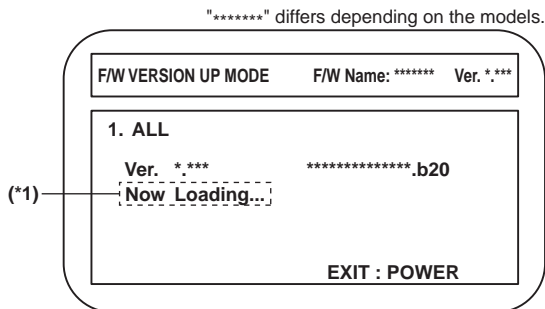 "*******" differs depending on the models.
F/W VERSION UP MODE F/W Name: ******* Ver. *.***
1. ALL
Ver. *.*** **************.b20
(*1) Now Loading...
EXIT : POWER